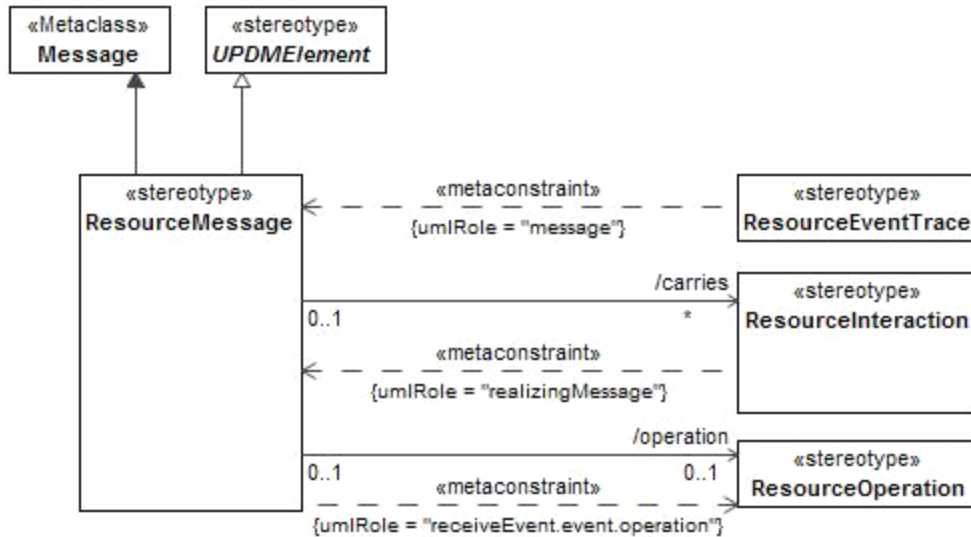 «Metaclass»
Message
«stereotype»
UPDMElement
«stereotype»
ResourceMessage
«metaconstraint»
{umlRole = "message"}
«stereotype»
ResourceEventTrace
/carries
0..1
*
«stereotype»
ResourceInteraction
«metaconstraint»
{umlRole = "realizingMessage"}
/operation
0..1
0..1
«stereotype»
ResourceOperation
«metaconstraint»
{umlRole = "receiveEvent.event.operation"}